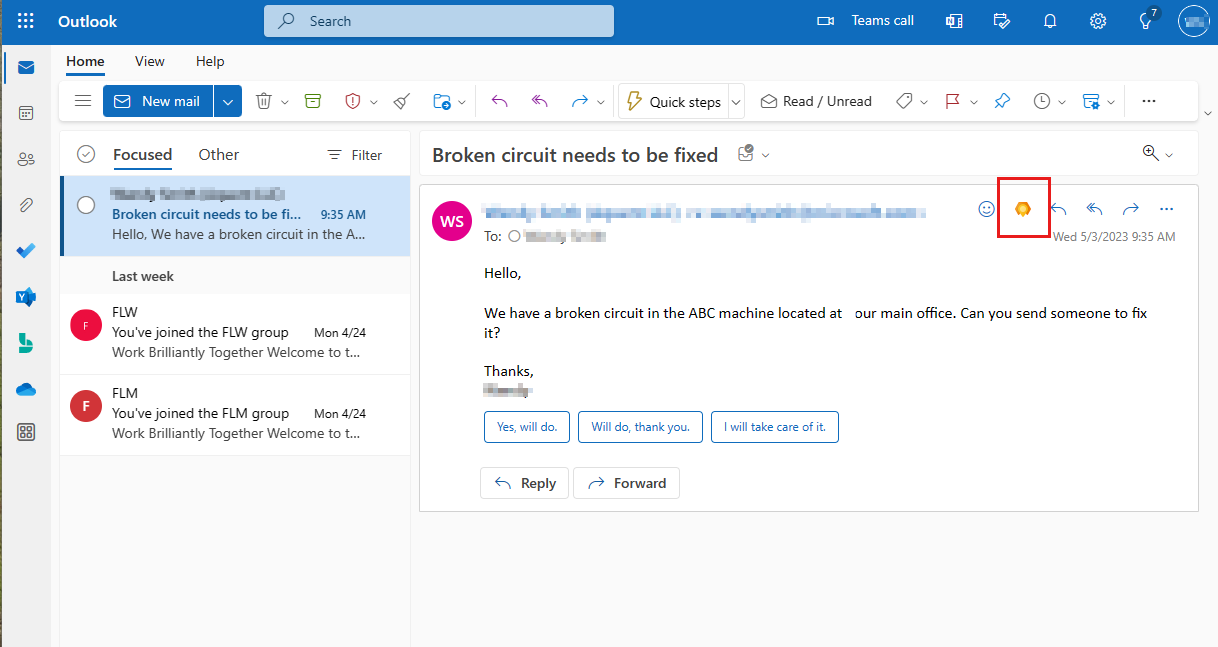 Outlook
Search
Teams call
7
Home View Help
New mail
Quick steps
Read / Unread
Focused Other Filter
Broken circuit needs to be fi... 9:35 AM
Hello, We have a broken circuit in the A...
Last week
F
FLW
You've joined the FLW group Mon 4/24
Work Brilliantly Together Welcome to t...
F
FLM
You've joined the FLM group Mon 4/24
Work Brilliantly Together Welcome to t...
Broken circuit needs to be fixed
WS
To:
Wed 5/3/2023 9:35 AM
Hello,
We have a broken circuit in the ABC machine located at our main office. Can you send someone to fix
it?
Thanks,
Yes, will do. Will do, thank you. I will take care of it.
Reply Forward